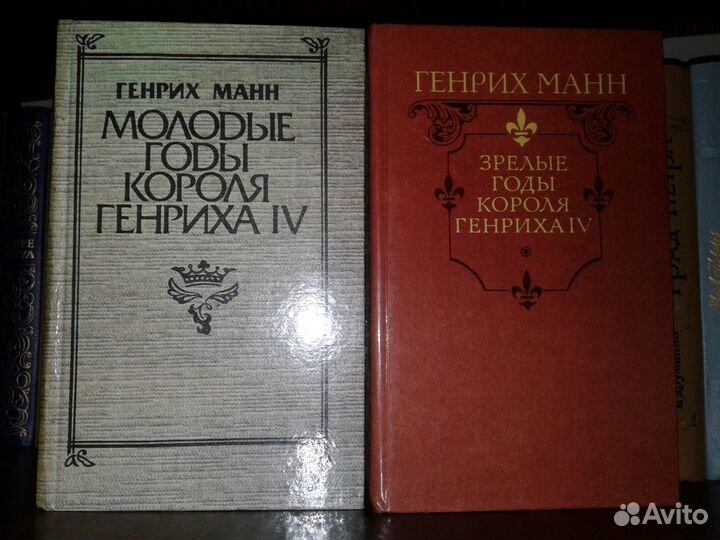 ГЕНРИХ МАНН
МОЛОДЫЕ
ГОДЫ
КОРОЛЯ
ГЕНРИХА IV
ГЕНРИХ МАНН
ЗРЕЛЫЕ
ГОДЫ
КОРОЛЯ
ГЕНРИХА IV
Avito